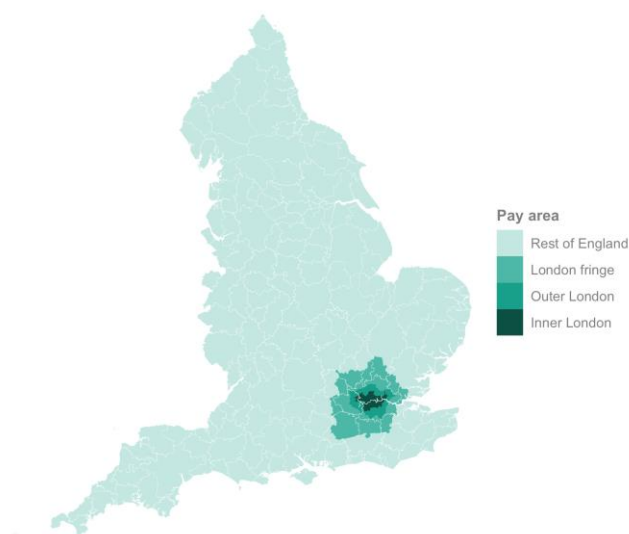 Pay area
Rest of England
London fringe
Outer London
Inner London